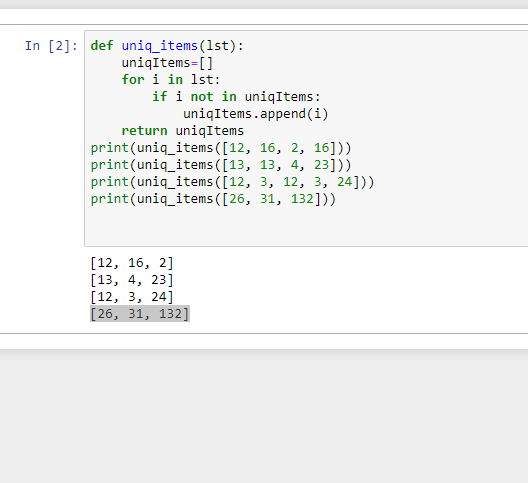 In [2]: def uniq_items(lst):
    uniqItems=[]
    for i in lst:
        if i not in uniqItems:
            uniqItems.append(i)
    return uniqItems
print(uniq_items([12, 16, 2, 16]))
print(uniq_items([13, 13, 4, 23]))
print(uniq_items([12, 3, 12, 3, 24]))
print(uniq_items([26, 31, 132]))
[12, 16, 2]
[13, 4, 23]
[12, 3, 24]
[26, 31, 132]